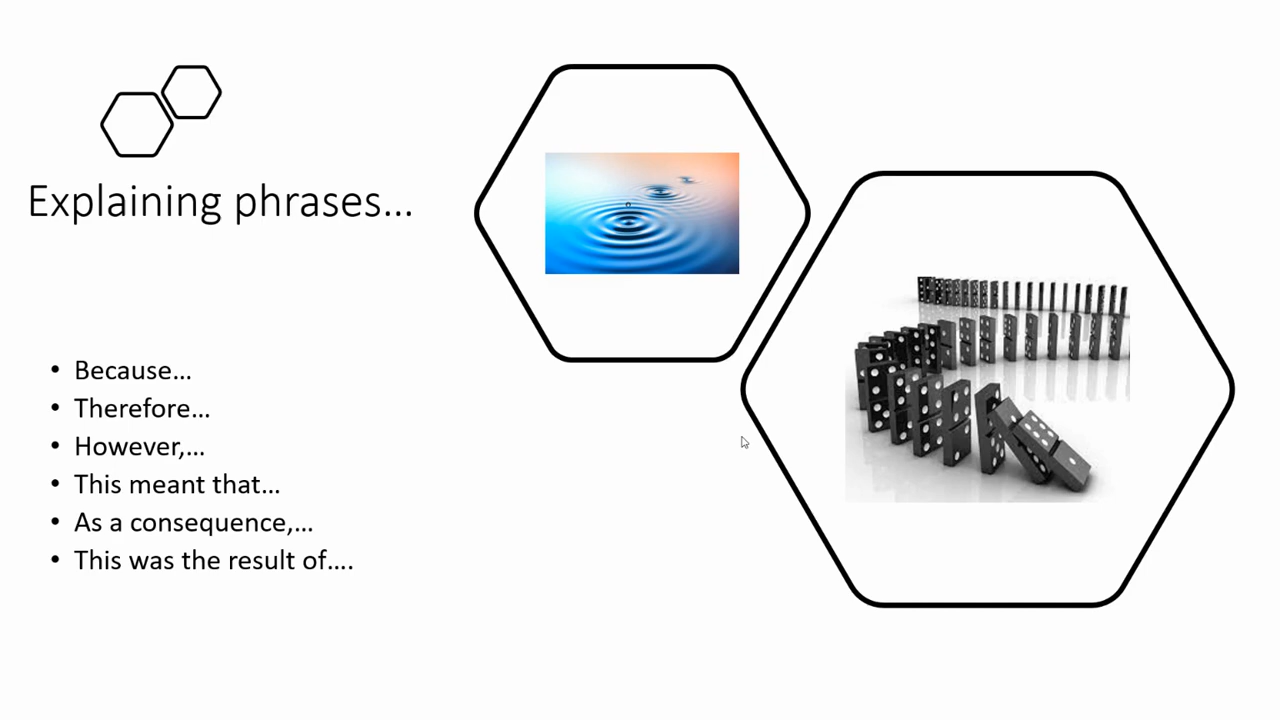 Explaining phrases...
• Because...
• Therefore...
• However,...
• This meant that...
• As a consequence,...
• This was the result of....